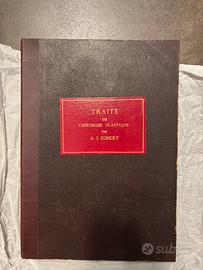 TRAITÉ
DE
CHIRURGIE PLASTIQUE
PAR
A. J. JOBERT
subito